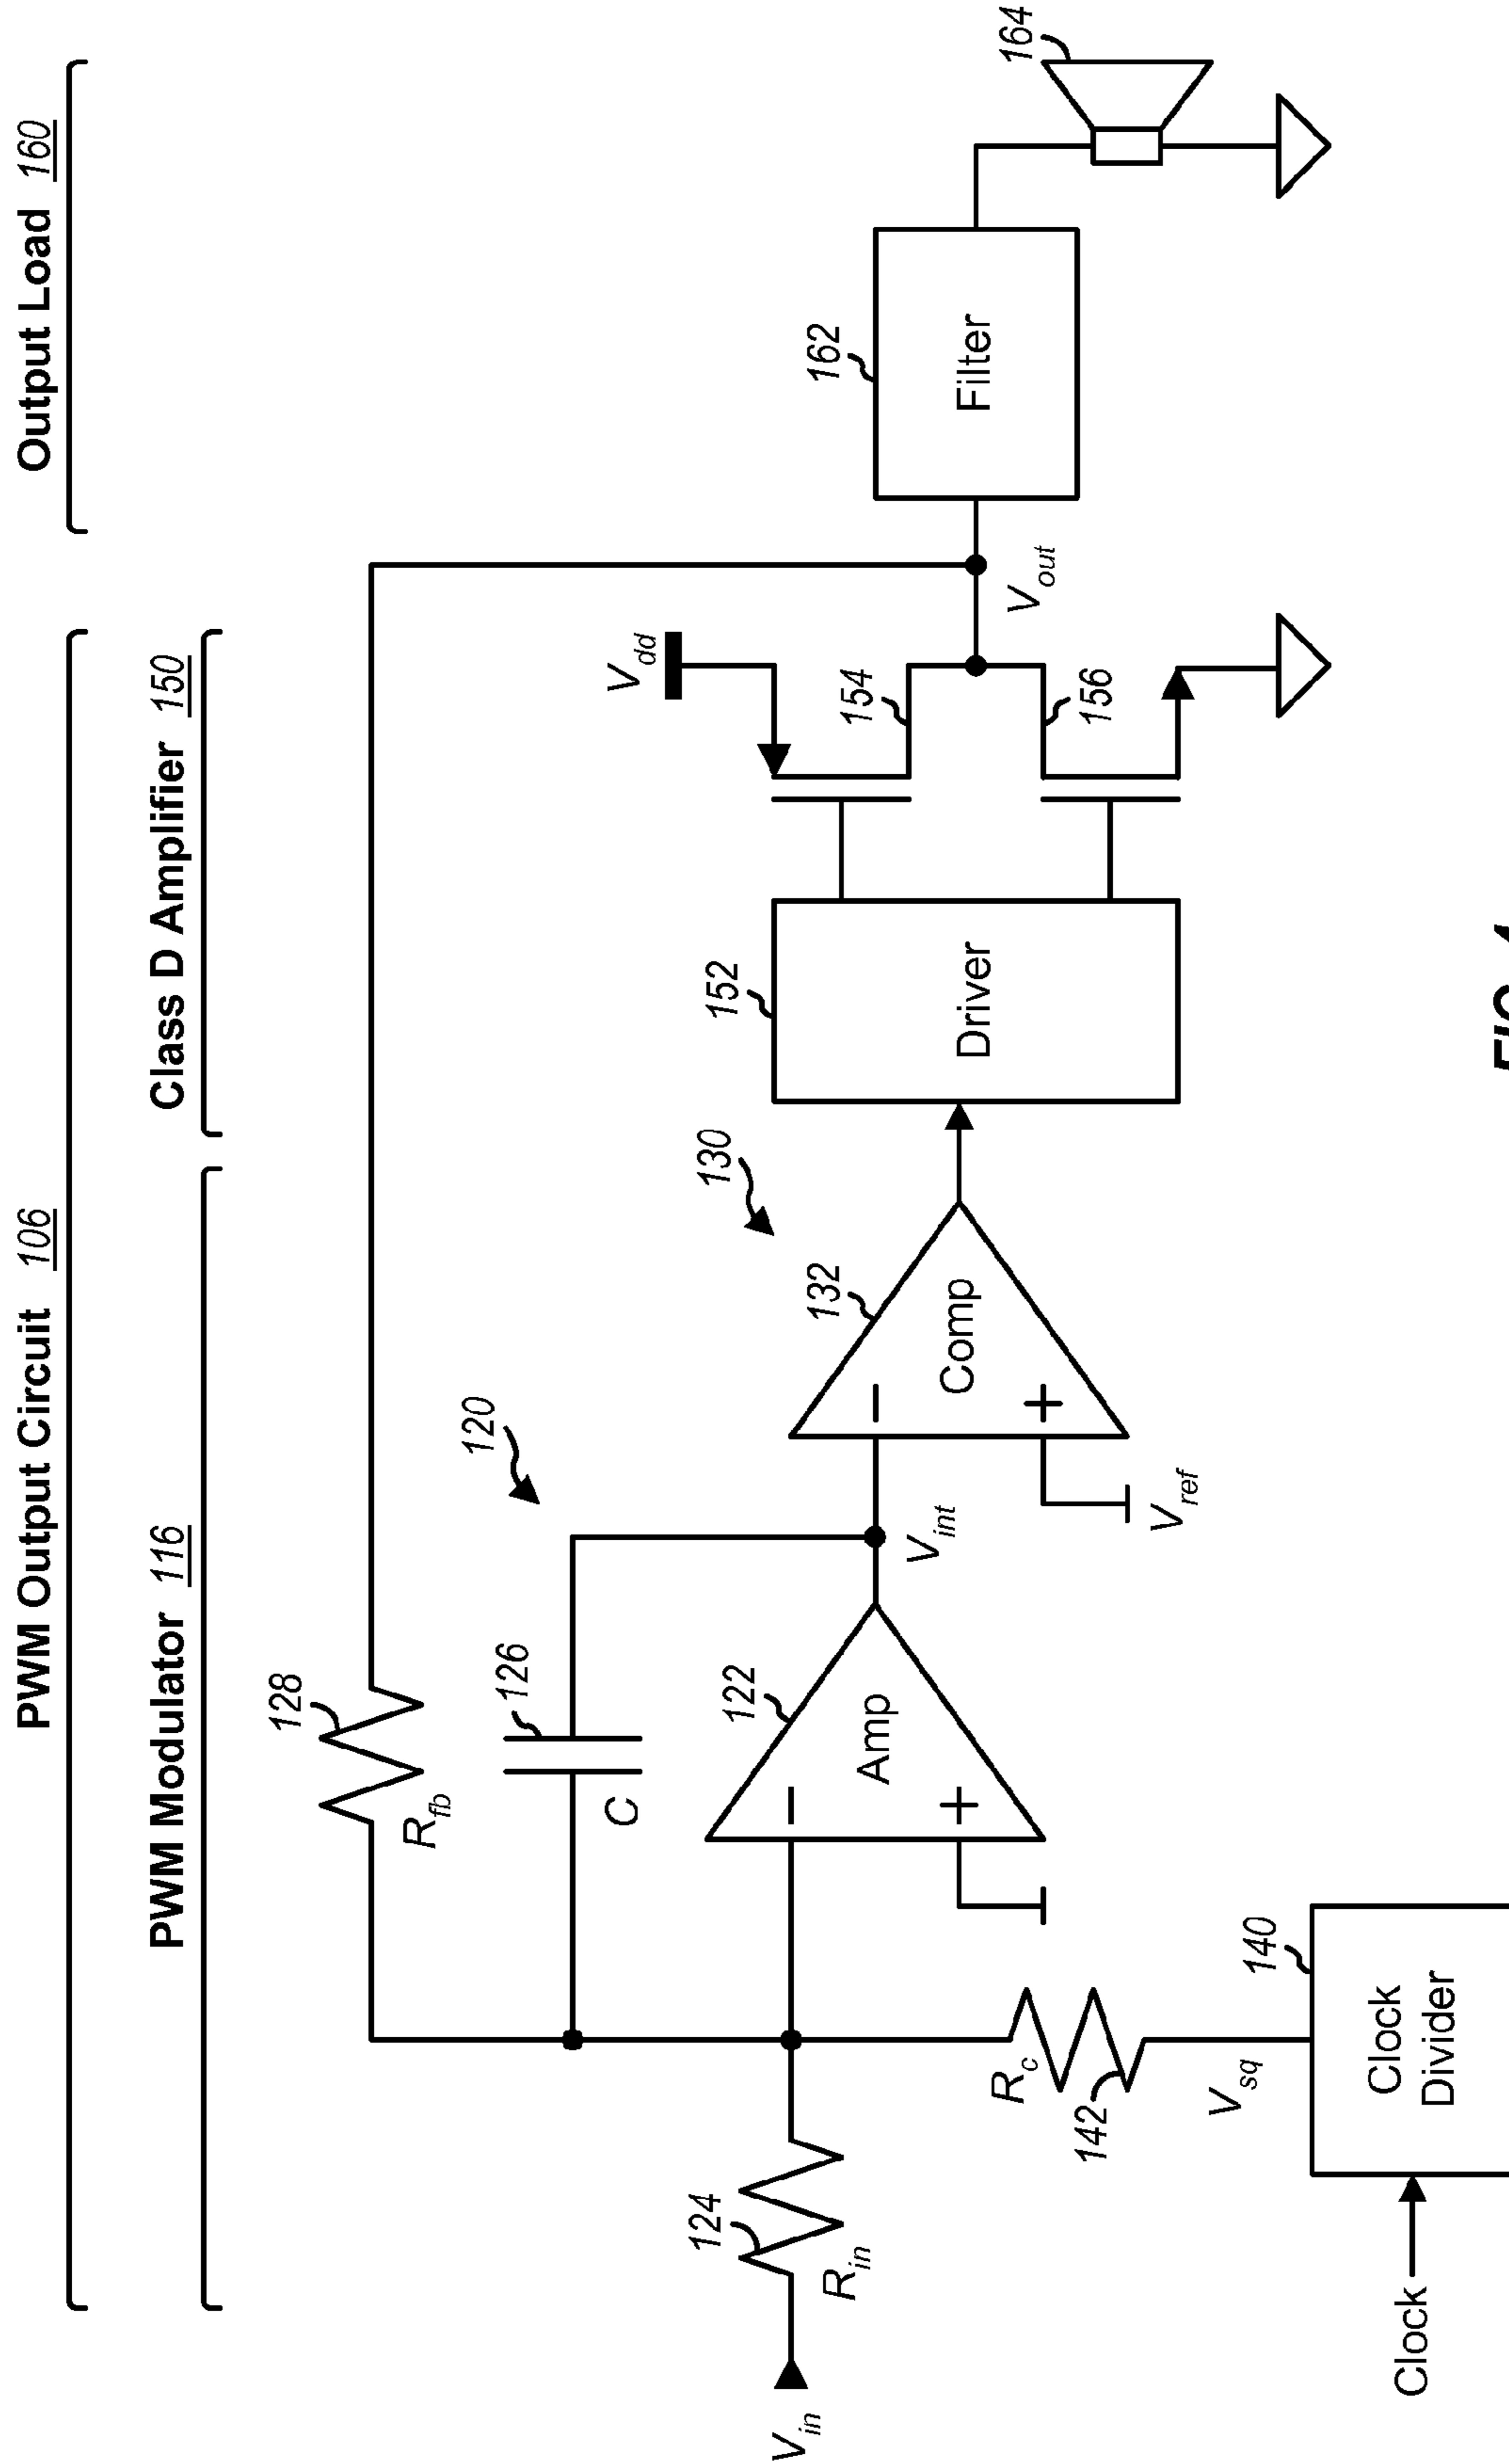 PWM Output Circuit 106
Output Load 160
PWM Modulator 116
Class D Amplifier 150
128
R_fb
126
C
120
V_in
124
R_in
122
Amp
−
+
V_int
130
132
Comp
−
+
V_ref
152
Driver
V_dd
154
156
V_out
162
Filter
164
R_c
142
V_sq
140
Clock
Clock
Divider